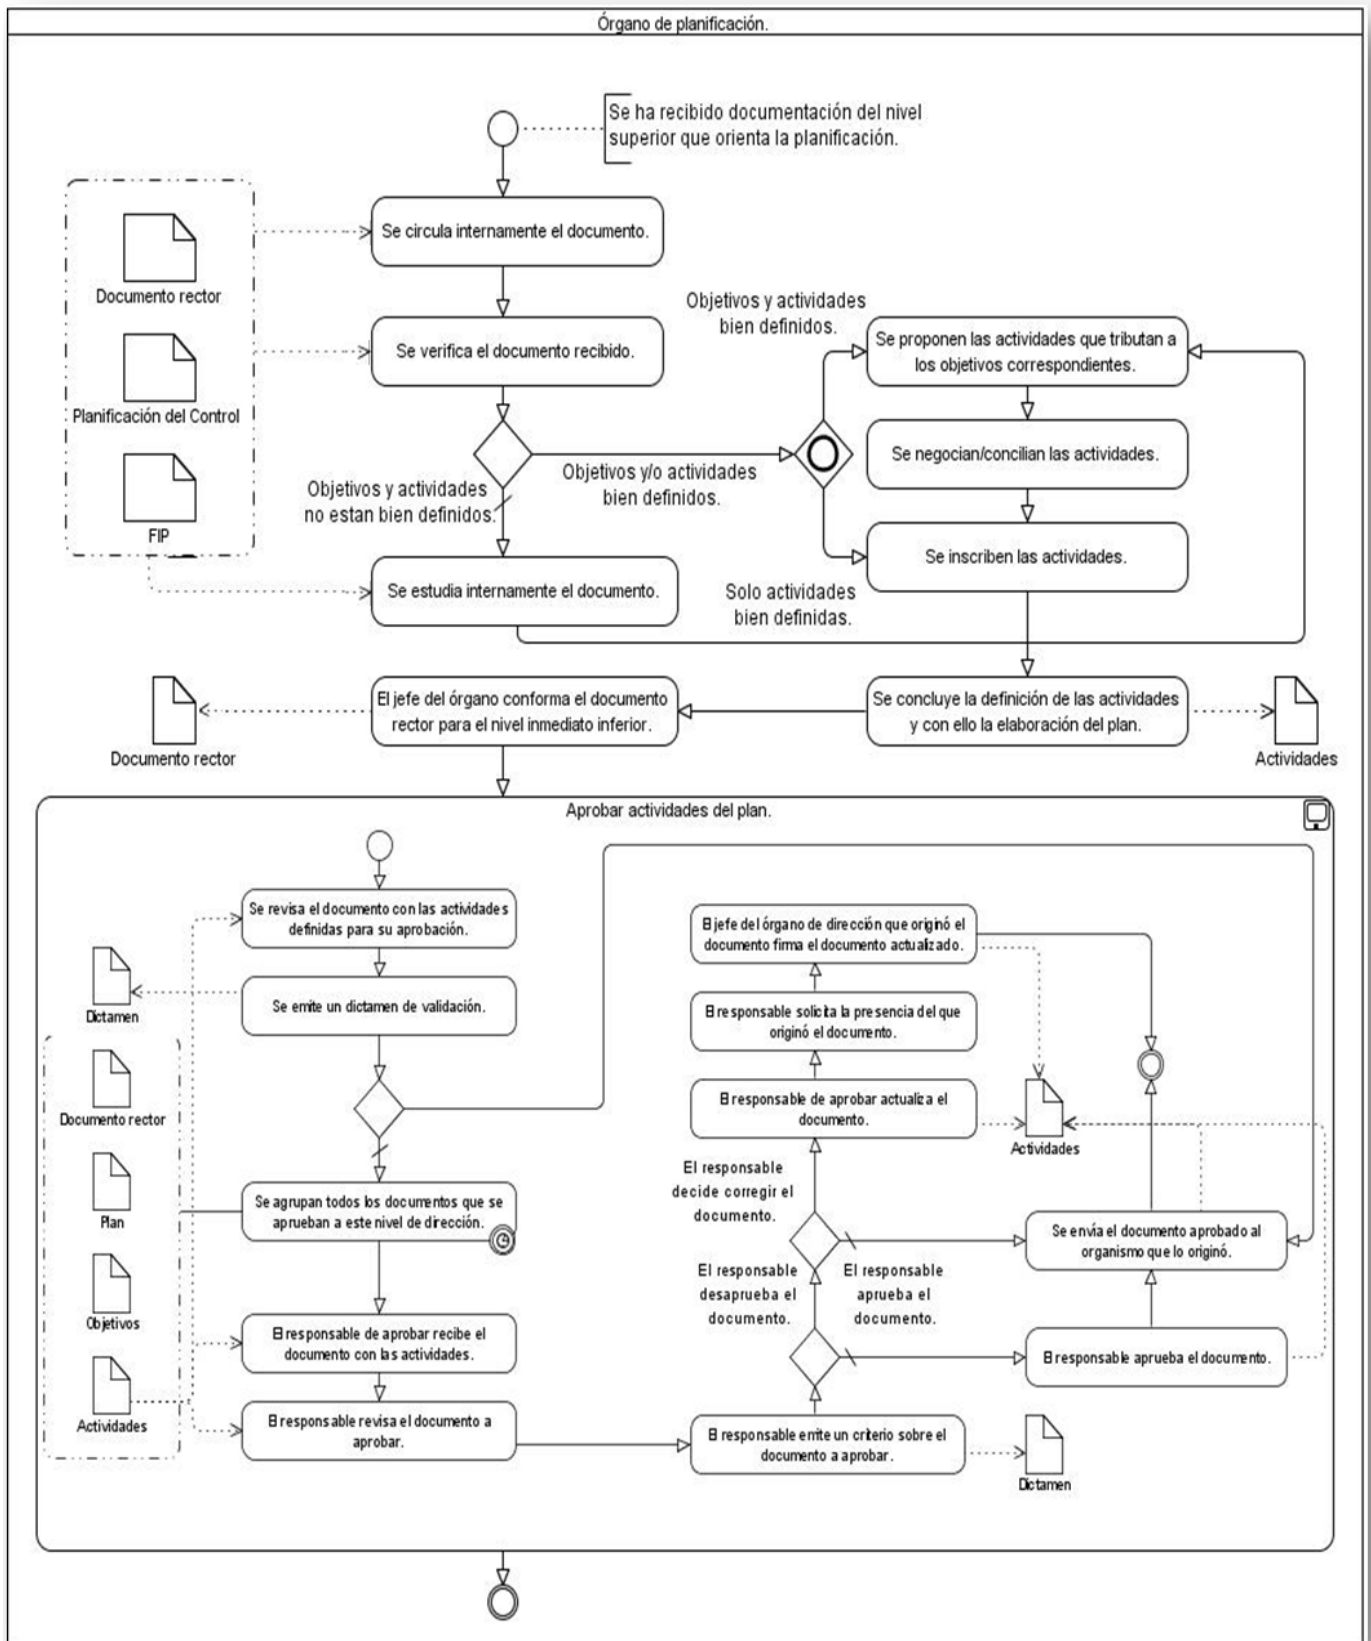 Órgano de planificación.
Se ha recibido documentación del nivel
superior que orienta la planificación.
Se circula internamente el documento.
Documento rector
Objetivos y actividades
bien definidos.
Se verifica el documento recibido.
Se proponen las actividades que tributan a
los objetivos correspondientes.
Planificación del Control
Se negocian/concilian las actividades.
Objetivos y/o actividades
bien definidos.
Objetivos y actividades
no estan bien definidos.
FIP
Se inscriben las actividades.
Se estudia internamente el documento.
Solo actividades
bien definidas.
El jefe del órgano conforma el documento
rector para el nivel inmediato inferior.
Se concluye la definición de las actividades
y con ello la elaboración del plan.
Documento rector
Actividades
Aprobar actividades del plan.
Se revisa el documento con las actividades
definidas para su aprobación.
El jefe del órgano de dirección que originó el
documento firma el documento actualizado.
Se emite un dictamen de validación.
Dictamen
El responsable solicita la presencia del que
originó el documento.
Documento rector
El responsable de aprobar actualiza el
documento.
Actividades
El responsable
decide corregir el
documento.
Plan
Se agrupan todos los documentos que se
aprueban a este nivel de dirección.
Se envía el documento aprobado al
organismo que lo originó.
El responsable
desaprueba el
documento.
El responsable
aprueba el
documento.
Objetivos
El responsable de aprobar recibe el
documento con las actividades.
El responsable aprueba el documento.
Actividades
El responsable revisa el documento a
aprobar.
El responsable emite un criterio sobre el
documento a aprobar.
Dictamen